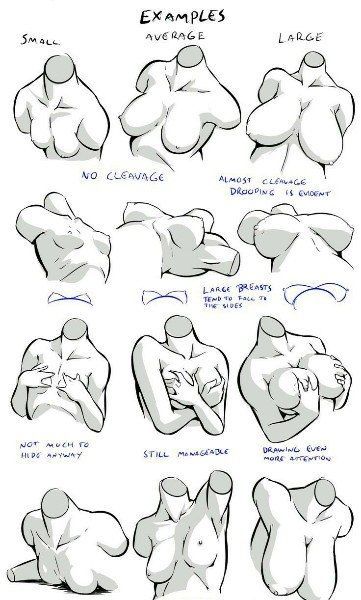 EXAMPLES
SMALL
AVERAGE
LARGE
NO CLEAVAGE
ALMOST CLEAVAGE
DROOPING IS EVIDENT
LARGE BREASTS
TEND TO FALL TO
THE SIDES
NOT MUCH TO
HIDE ANYWAY
STILL MANAGEABLE
DRAWING EVEN
MORE ATTENTION